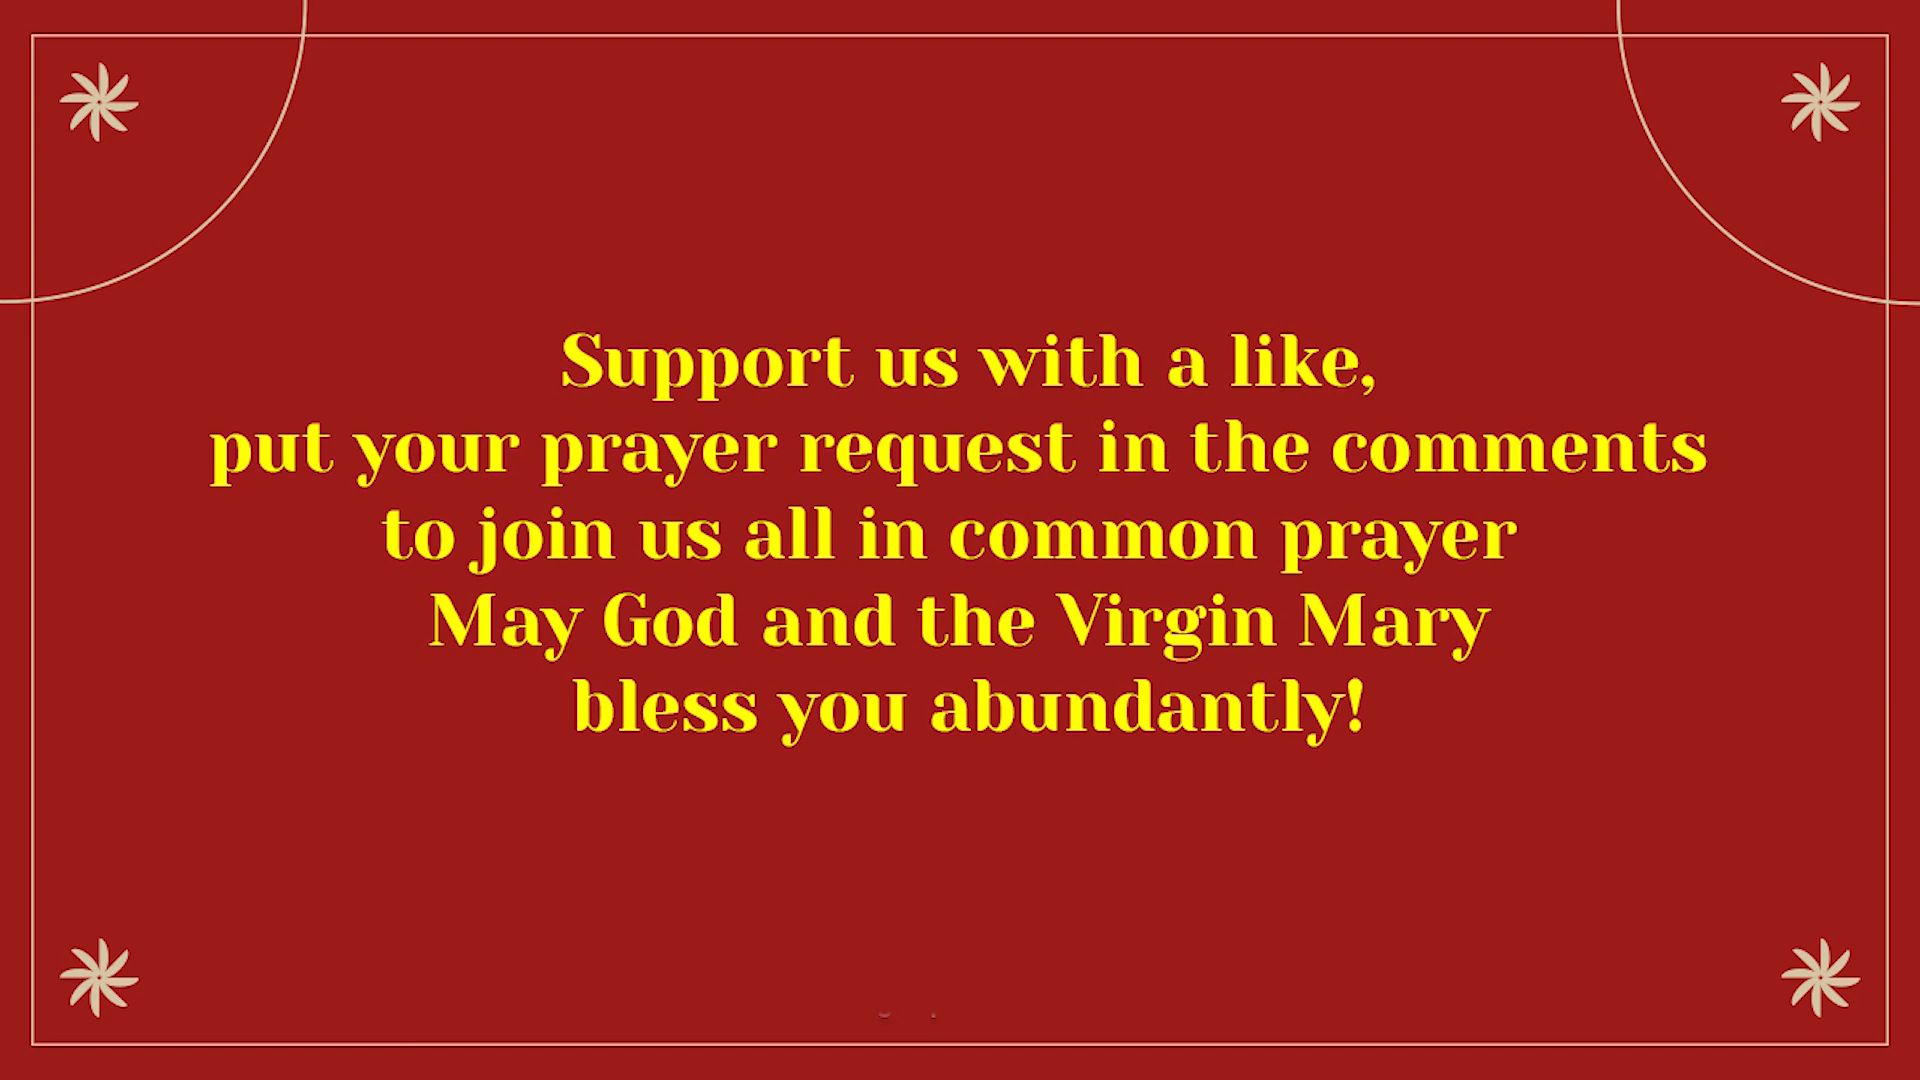 Support us with a like,
put your prayer request in the comments
to join us all in common prayer
May God and the Virgin Mary
bless you abundantly!